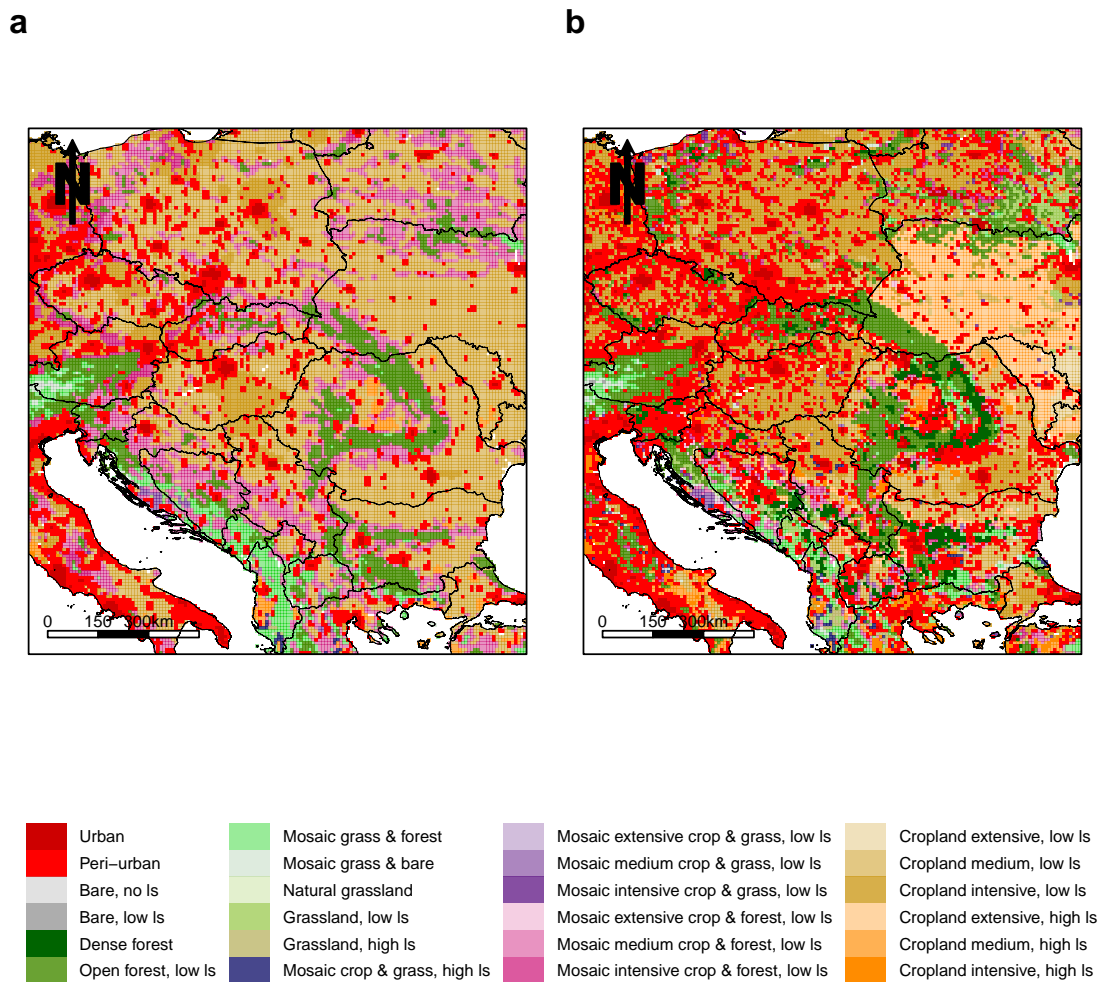 a
b
N
N
0 150 300km
0 150 300km
Urban
Peri−urban
Bare, no ls
Bare, low ls
Dense forest
Open forest, low ls
Mosaic grass & forest
Mosaic grass & bare
Natural grassland
Grassland, low ls
Grassland, high ls
Mosaic crop & grass, high ls
Mosaic extensive crop & grass, low ls
Mosaic medium crop & grass, low ls
Mosaic intensive crop & grass, low ls
Mosaic extensive crop & forest, low ls
Mosaic medium crop & forest, low ls
Mosaic intensive crop & forest, low ls
Cropland extensive, low ls
Cropland medium, low ls
Cropland intensive, low ls
Cropland extensive, high ls
Cropland medium, high ls
Cropland intensive, high ls